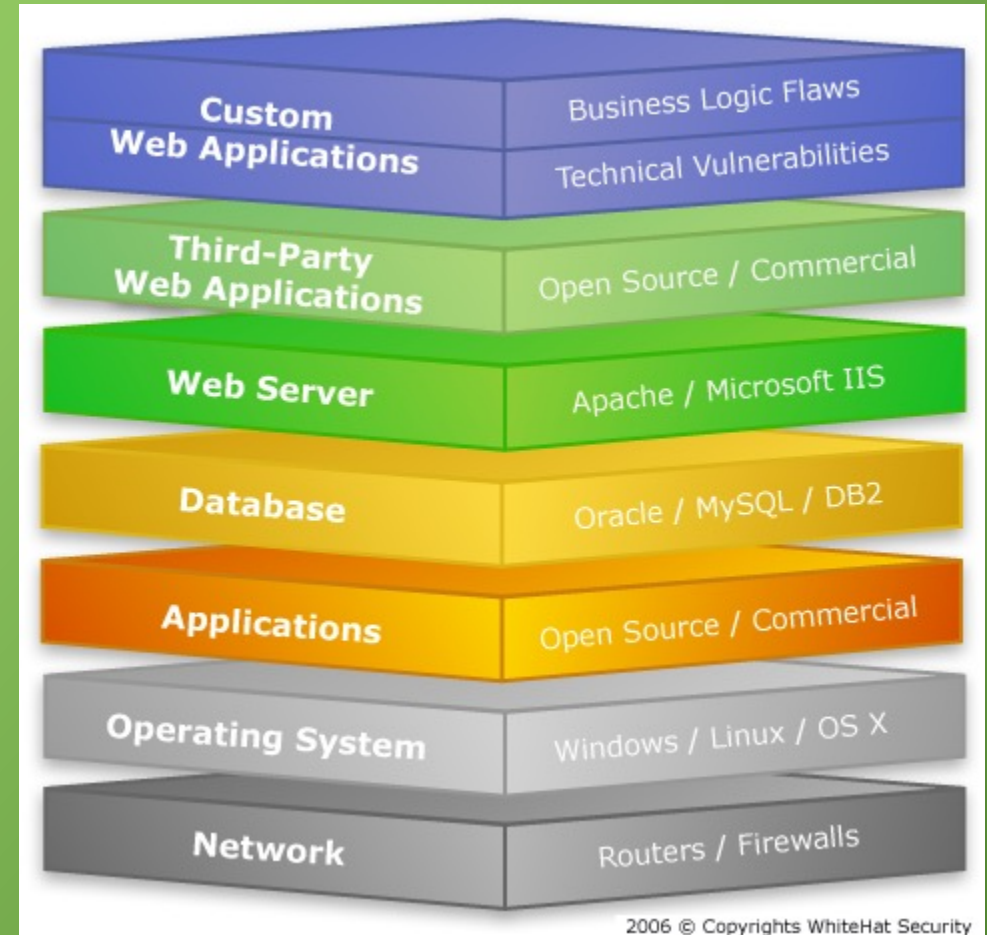 Custom
Web Applications
Business Logic Flaws
Technical Vulnerabilities
Third-Party
Web Applications
Open Source / Commercial
Web Server
Apache / Microsoft IIS
Database
Oracle / MySQL / DB2
Applications
Open Source / Commercial
Operating System
Windows / Linux / OS X
Network
Routers / Firewalls
2006 © Copyrights WhiteHat Security